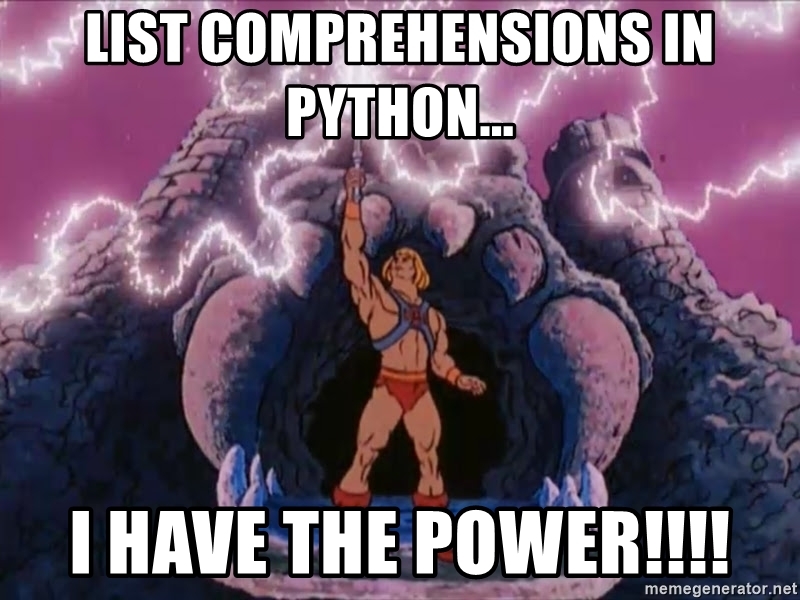 LIST COMPREHENSIONS IN
PYTHON...
I HAVE THE POWER!!!!
memegenerator.net